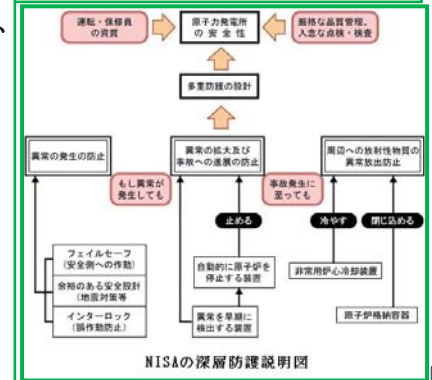 運転・保修員
の資質
原子力発電所
の安全性
厳格な品質管理、
入念な点検・検査
多重防護の設計
異常の発生の防止
異常の拡大及び
事故への進展の防止
周辺への放射性物質の
異常放出防止
もし異常が
発生しても
事故発生に
至っても
止める
冷やす
閉じ込める
フェイルセーフ
(安全側への作動)
余裕のある安全設計
(地震対策等
インターロック
(誤作動防止)
自動的に原子炉を
停止する装置
異常を早期に
検出する装置
非常用炉心冷却装置
原子炉格納容器
NISAの深層防護説明図